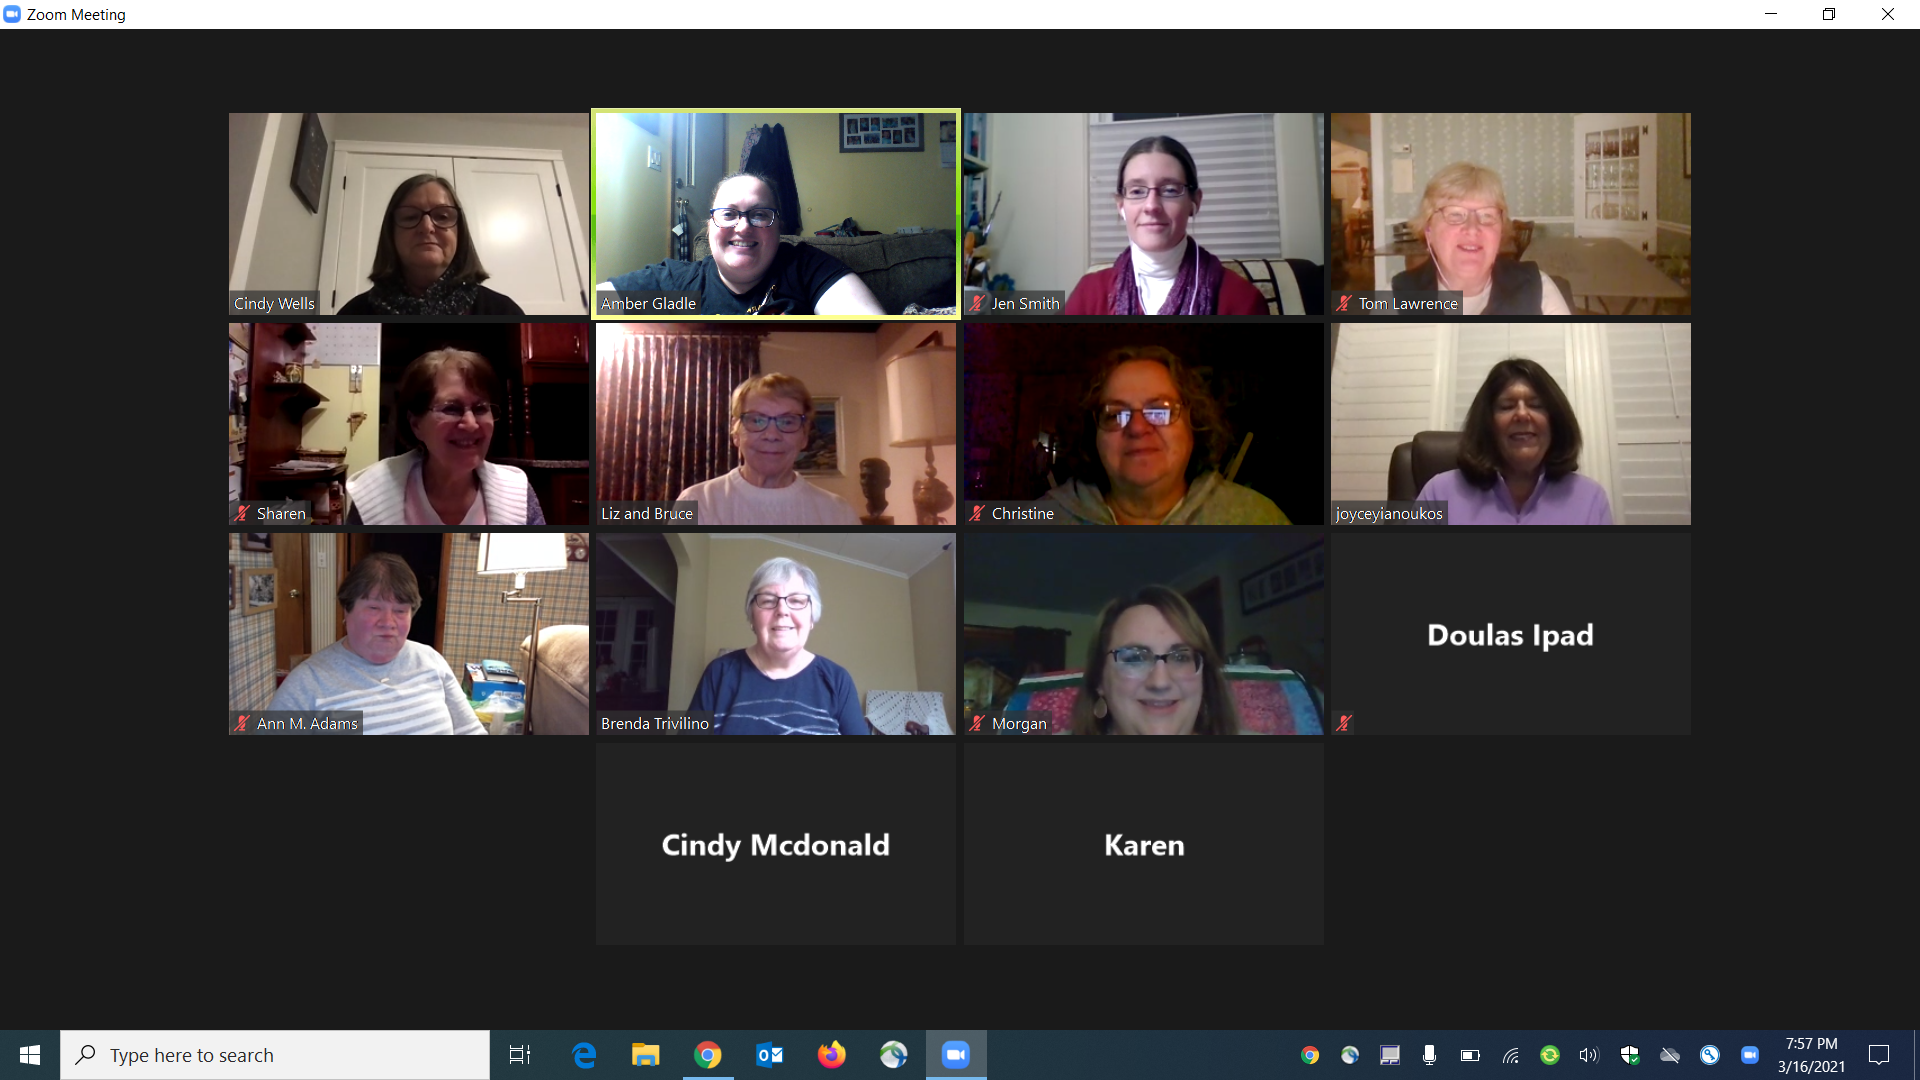 Zoom Meeting
Cindy Wells
Amber Gladle
Jen Smith
Tom Lawrence
Sharen
Liz and Bruce
Christine
joyceyianoukos
Ann M. Adams
Brenda Trivilino
Morgan
Doulas Ipad
Cindy Mcdonald
Karen
Type here to search
7:57 PM
3/16/2021